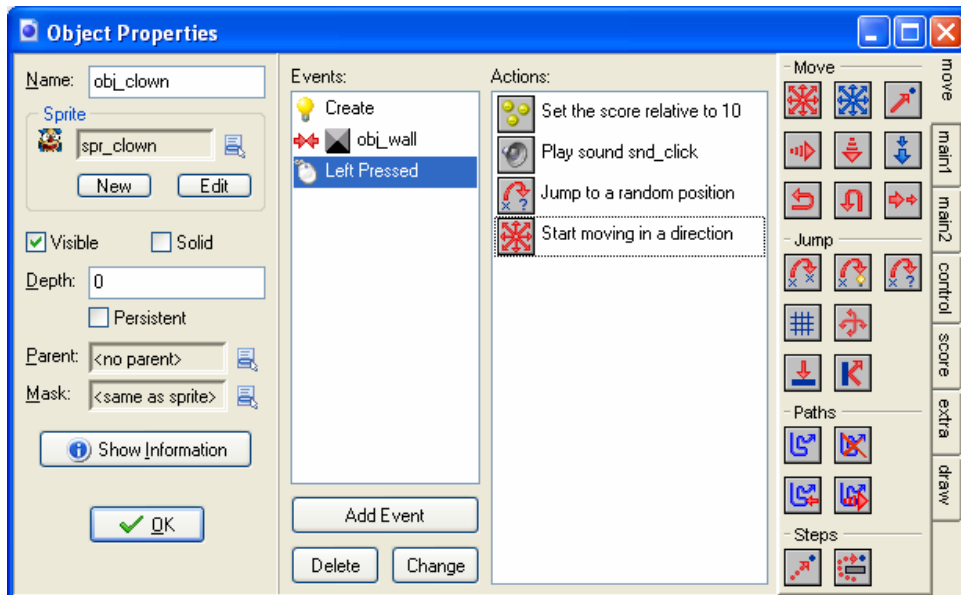 Object Properties
Name: obj_clown
Sprite
spr_clown
New Edit
Visible Solid
Depth: 0
Persistent
Parent: <no parent>
Mask: <same as sprite>
Show Information
OK
Events:
Create
obj_wall
Left Pressed
Add Event
Delete Change
Actions:
Set the score relative to 10
Play sound snd_click
Jump to a random position
Start moving in a direction
Move
Jump
Paths
Steps
move
main1
main2
control
score
extra
draw